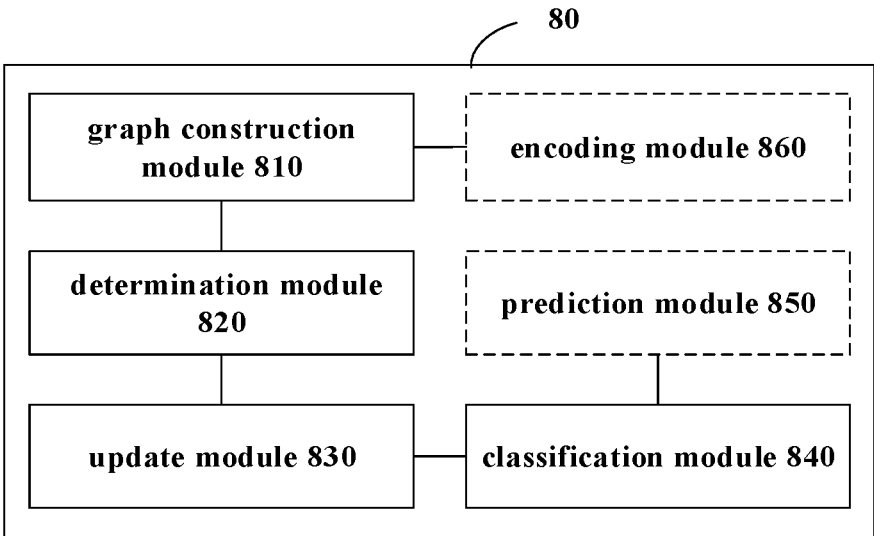 80
graph construction
module 810
encoding module 860
determination module
820
prediction module 850
update module 830
classification module 840